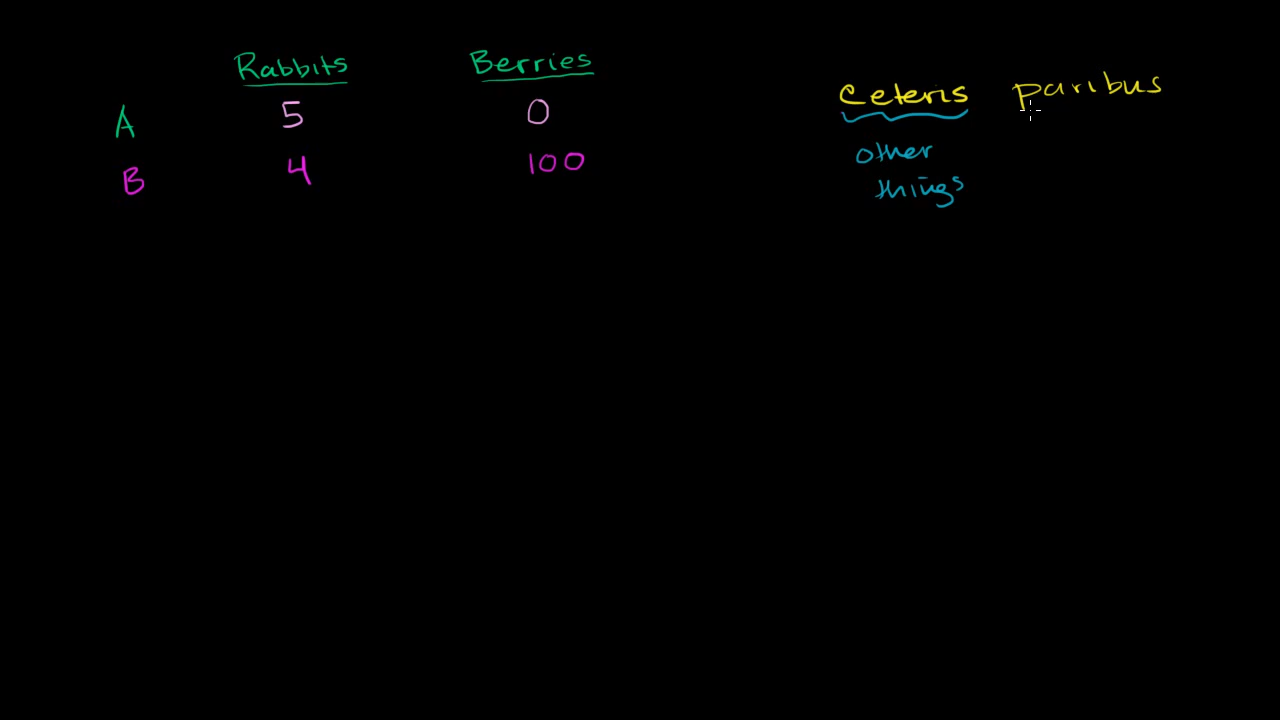 Rabbits Berries
A 5 0
B 4 100
Ceteris paribus
other
things